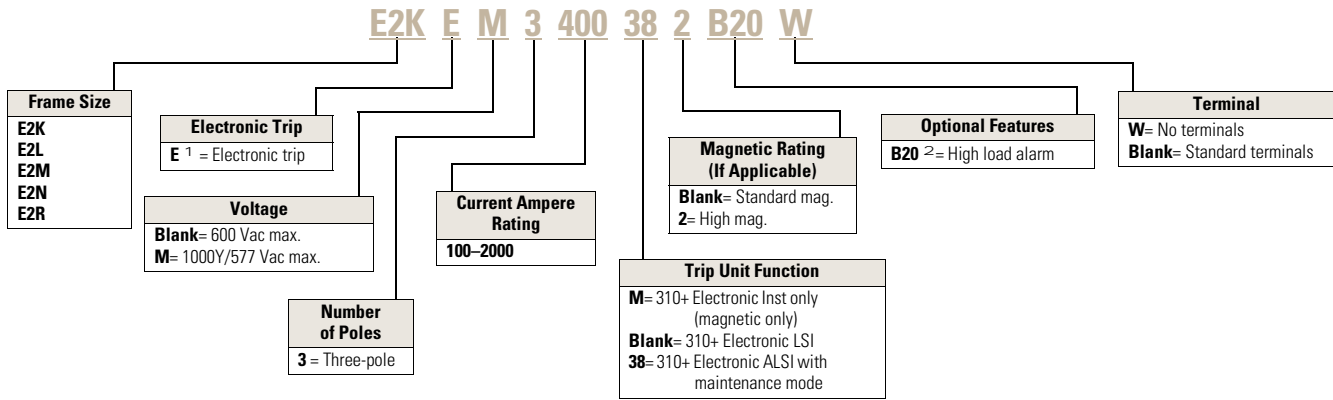 E2K E M 3 400 38 2 B20 W
Frame Size
E2K
E2L
E2M
E2N
E2R
Electronic Trip
E 1 = Electronic trip
Voltage
Blank= 600 Vac max.
M= 1000Y/577 Vac max.
Number
of Poles
3 = Three-pole
Current Ampere
Rating
100–2000
Trip Unit Function
M= 310+ Electronic Inst only
(magnetic only)
Blank= 310+ Electronic LSI
38= 310+ Electronic ALSI with
maintenance mode
Magnetic Rating
(If Applicable)
Blank= Standard mag.
2= High mag.
Optional Features
B20 2= High load alarm
Terminal
W= No terminals
Blank= Standard terminals